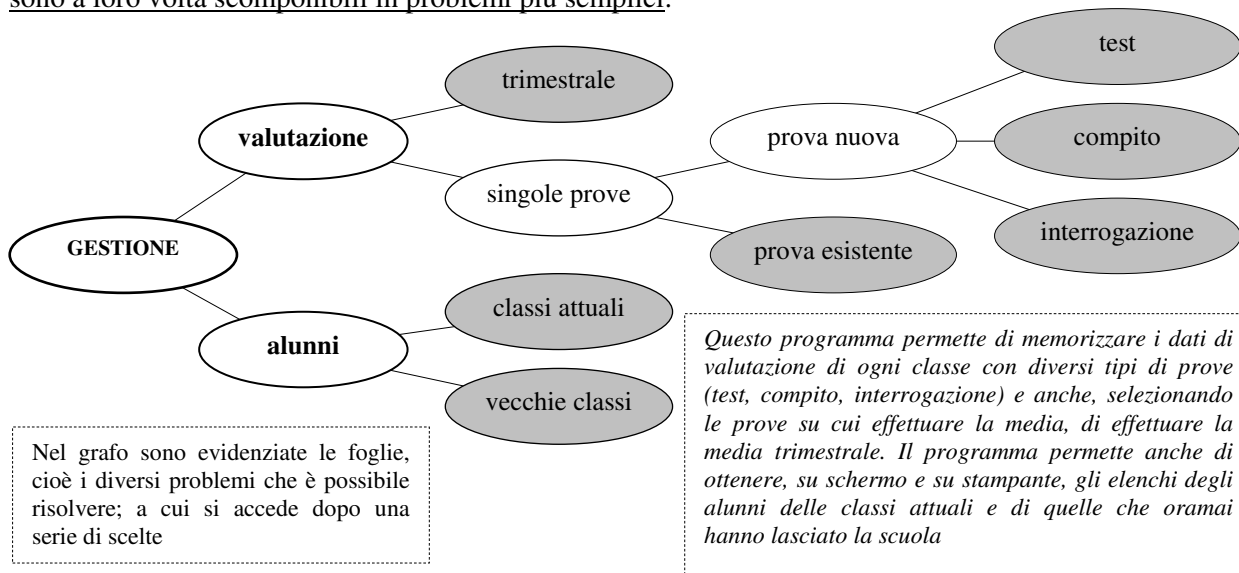 sono a loro volta scomponibili in problemi più semplici.
test
trimestrale
valutazione
prova nuova
compito
singole prove
interrogazione
GESTIONE
prova esistente
classi attuali
alunni
vecchie classi
Nel grafo sono evidenziate le foglie,
cioè i diversi problemi che è possibile
risolvere; a cui si accede dopo una
serie di scelte
Questo programma permette di memorizzare i dati di
valutazione di ogni classe con diversi tipi di prove
(test, compito, interrogazione) e anche, selezionando
le prove su cui effettuare la media, di effettuare la
media trimestrale. Il programma permette anche di
ottenere, su schermo e su stampante, gli elenchi degli
alunni delle classi attuali e di quelle che oramai
hanno lasciato la scuola